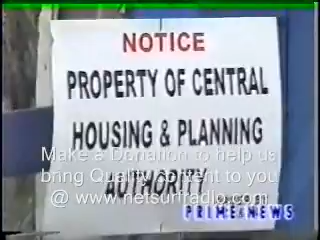 NOTICE
PROPERTY OF CENTRAL
HOUSING & PLANNING
Make a Donation to help us
bring Quality content to you
AUTHORITY
@ www.netsunradio.com
PRIME NEWS